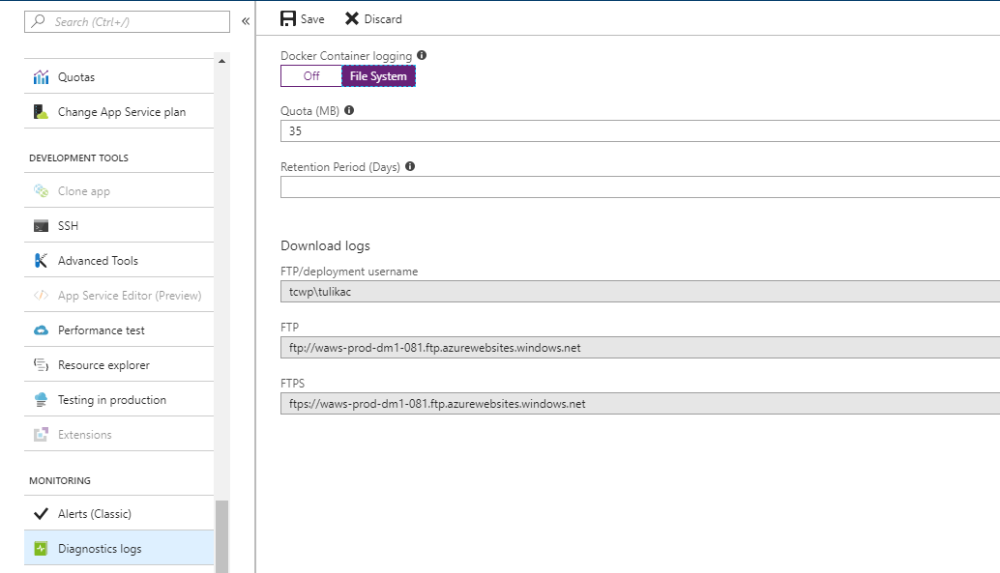 Search (Ctrl+/)
«
Quotas
Change App Service plan
DEVELOPMENT TOOLS
Clone app
SSH
Advanced Tools
App Service Editor (Preview)
Performance test
Resource explorer
Testing in production
Extensions
MONITORING
Alerts (Classic)
Diagnostics logs
Save Discard
Docker Container logging
Off File System
Quota (MB)
35
Retention Period (Days)
Download logs
FTP/deployment username
tcwp\tulikac
FTP
ftp://waws-prod-dm1-081.ftp.azurewebsites.windows.net
FTPS
ftps://waws-prod-dm1-081.ftp.azurewebsites.windows.net